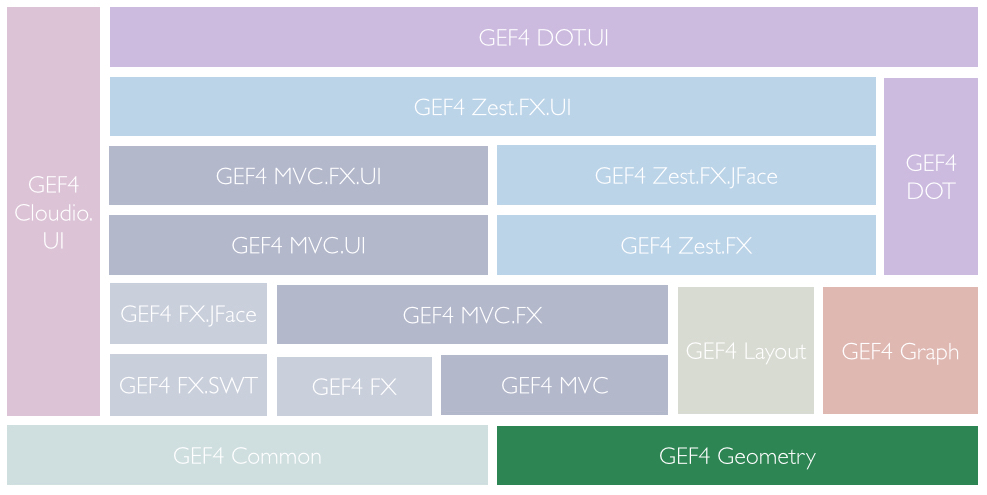 GEF4 DOT.UI
GEF4 Zest.FX.UI
GEF4
Cloudio.
UI
GEF4 MVC.FX.UI
GEF4 Zest.FX.JFace
GEF4
DOT
GEF4 MVC.UI
GEF4 Zest.FX
GEF4 FX.JFace
GEF4 MVC.FX
GEF4 Layout
GEF4 Graph
GEF4 FX.SWT
GEF4 FX
GEF4 MVC
GEF4 Common
GEF4 Geometry